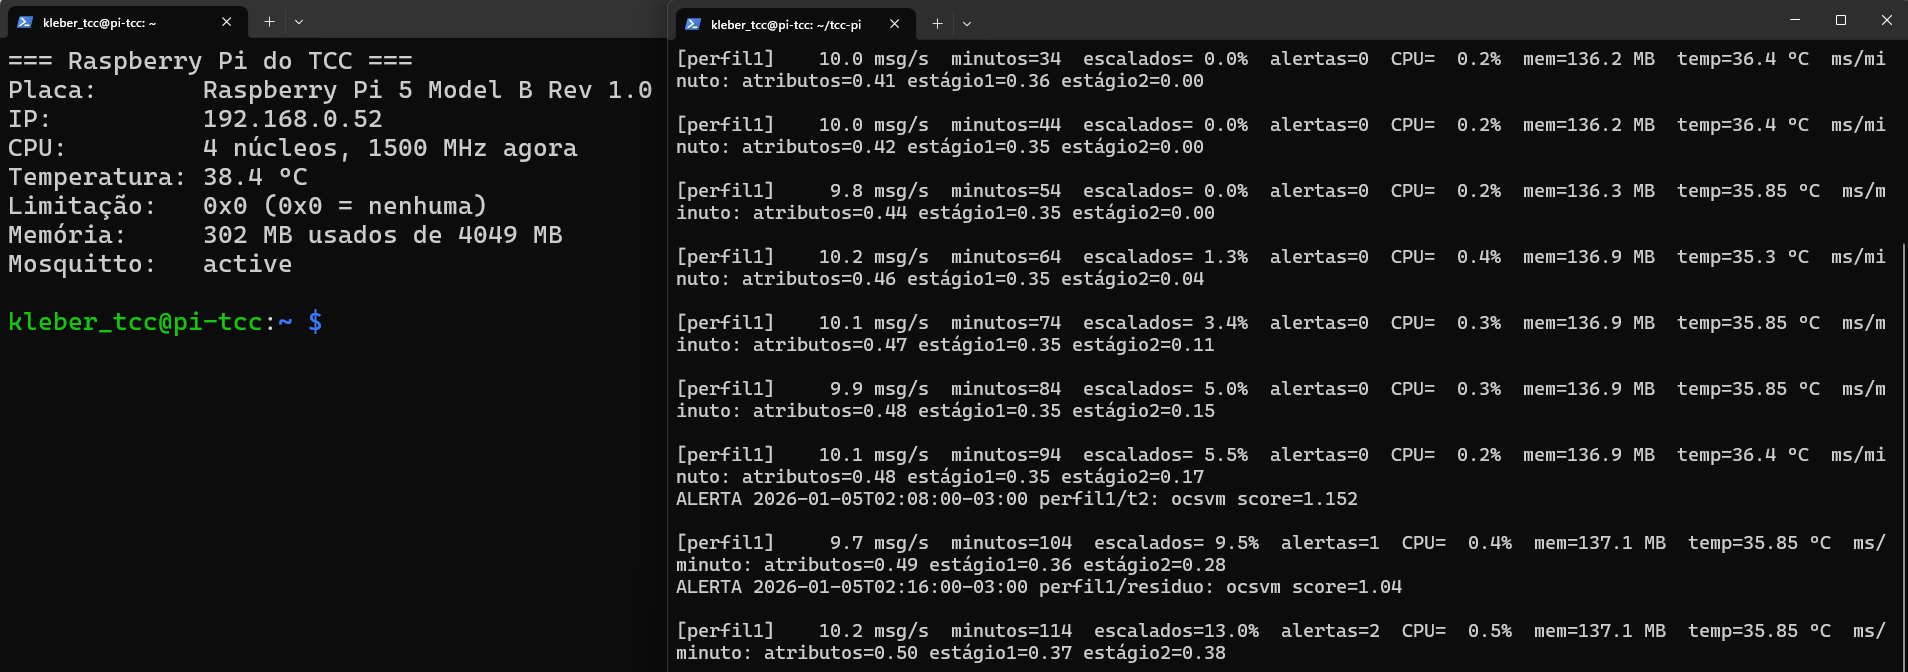 kleber_tcc@pi-tcc: ~
=== Raspberry Pi do TCC ===
Placa: Raspberry Pi 5 Model B Rev 1.0
IP: 192.168.0.52
CPU: 4 núcleos, 1500 MHz agora
Temperatura: 38.4 ºC
Limitação: 0x0 (0x0 = nenhuma)
Memória: 302 MB usados de 4049 MB
Mosquitto: active
kleber_tcc@pi-tcc:~ $
kleber_tcc@pi-tcc: ~/tcc-pi
[perfil1] 10.0 msg/s minutos=34 escalados= 0.0% alertas=0 CPU= 0.2% mem=136.2 MB temp=36.4 ºC ms/mi
nuto: atributos=0.41 estágio1=0.36 estágio2=0.00
[perfil1] 10.0 msg/s minutos=44 escalados= 0.0% alertas=0 CPU= 0.2% mem=136.2 MB temp=36.4 ºC ms/mi
nuto: atributos=0.42 estágio1=0.35 estágio2=0.00
[perfil1] 9.8 msg/s minutos=54 escalados= 0.0% alertas=0 CPU= 0.2% mem=136.3 MB temp=35.85 ºC ms/m
inuto: atributos=0.44 estágio1=0.35 estágio2=0.00
[perfil1] 10.2 msg/s minutos=64 escalados= 1.3% alertas=0 CPU= 0.4% mem=136.9 MB temp=35.3 ºC ms/mi
nuto: atributos=0.46 estágio1=0.35 estágio2=0.04
[perfil1] 10.1 msg/s minutos=74 escalados= 3.4% alertas=0 CPU= 0.3% mem=136.9 MB temp=35.85 ºC ms/m
inuto: atributos=0.47 estágio1=0.35 estágio2=0.11
[perfil1] 9.9 msg/s minutos=84 escalados= 5.0% alertas=0 CPU= 0.3% mem=136.9 MB temp=35.85 ºC ms/m
inuto: atributos=0.48 estágio1=0.35 estágio2=0.15
[perfil1] 10.1 msg/s minutos=94 escalados= 5.5% alertas=0 CPU= 0.2% mem=136.9 MB temp=36.4 ºC ms/mi
nuto: atributos=0.48 estágio1=0.35 estágio2=0.17
ALERTA 2026-01-05T02:08:00-03:00 perfil1/t2: ocsvm score=1.152
[perfil1] 9.7 msg/s minutos=104 escalados= 9.5% alertas=1 CPU= 0.4% mem=137.1 MB temp=35.85 ºC ms/
minuto: atributos=0.49 estágio1=0.36 estágio2=0.28
ALERTA 2026-01-05T02:16:00-03:00 perfil1/residuo: ocsvm score=1.04
[perfil1] 10.2 msg/s minutos=114 escalados=13.0% alertas=2 CPU= 0.5% mem=137.1 MB temp=35.85 ºC ms/
minuto: atributos=0.50 estágio1=0.37 estágio2=0.38